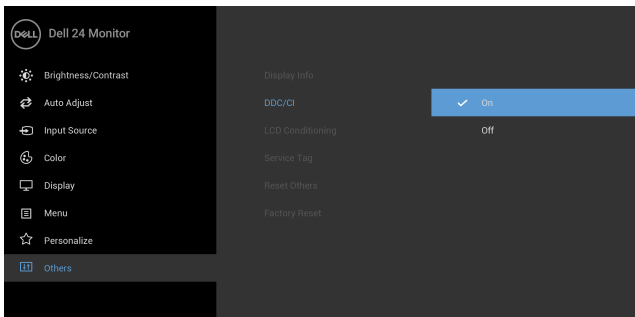 DELL
Dell 24 Monitor
Brightness/Contrast
Auto Adjust
Input Source
Color
Display
Menu
Personalize
Others
Display Info
DDC/CI
LCD Conditioning
Service Tag
Reset Others
Factory Reset
On
Off